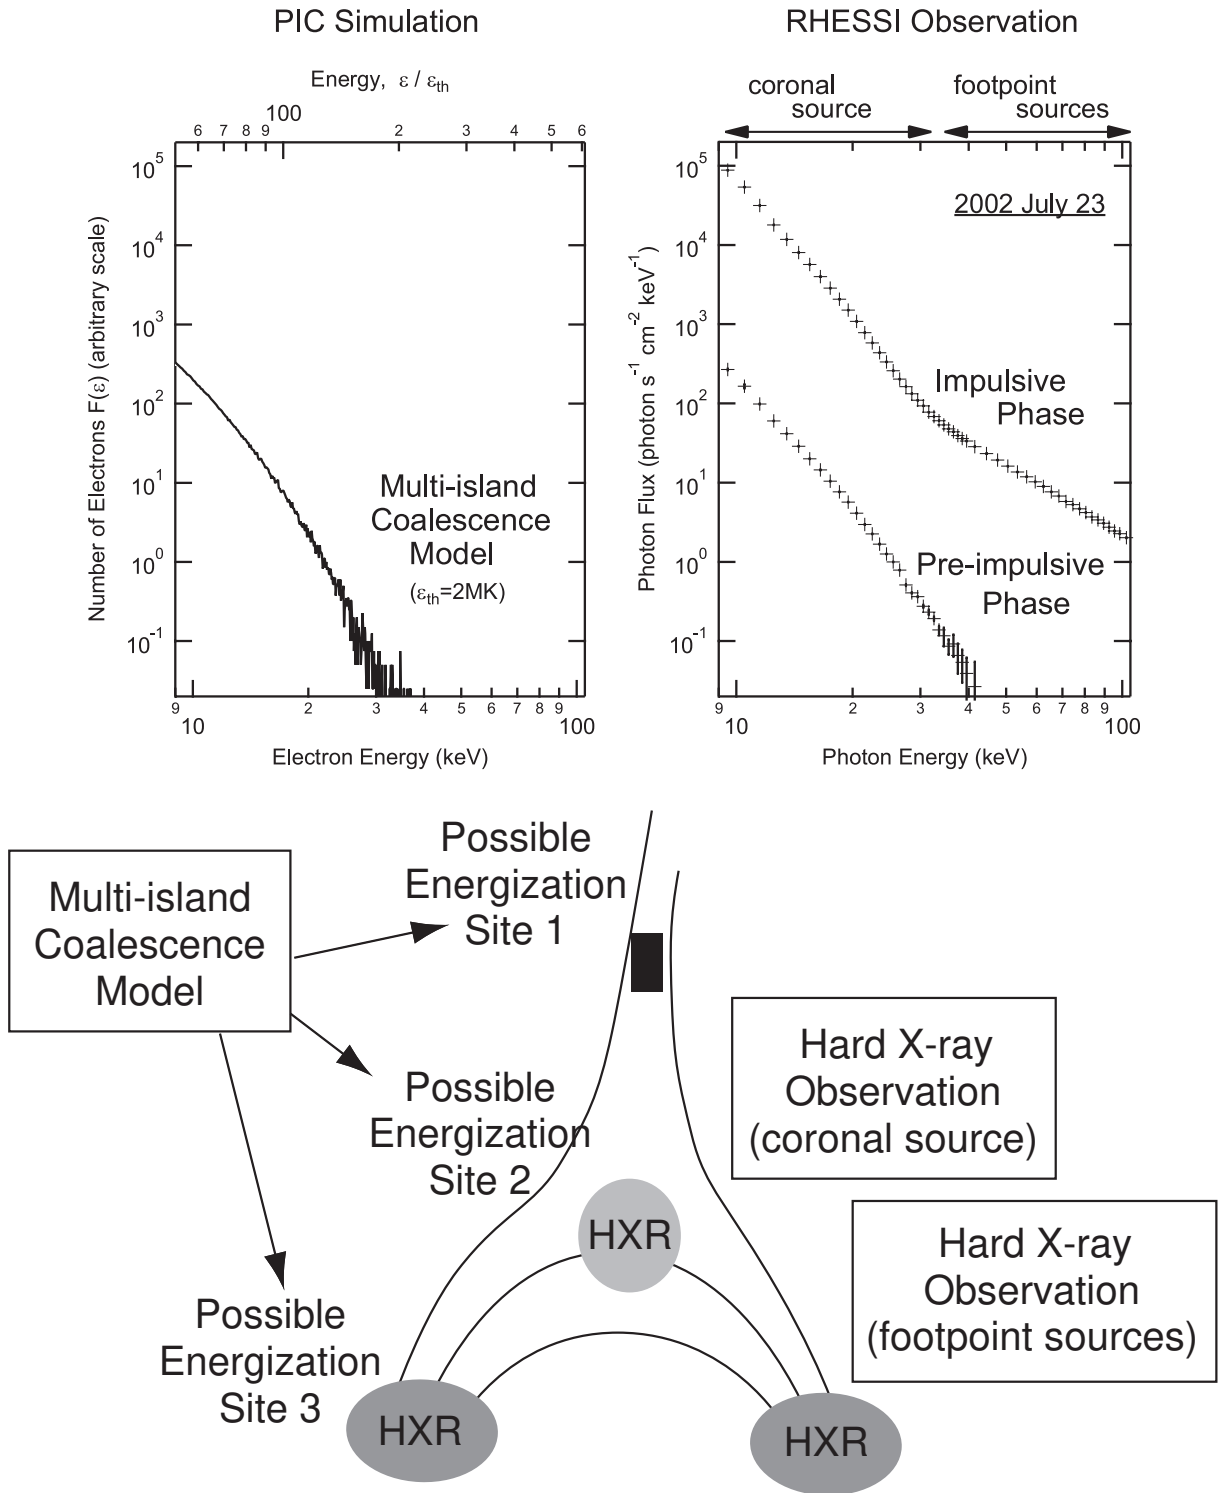 PIC Simulation
Energy, ε / εth
6 7 8 9 100 2 3 4 5 6
10^5
10^4
10^3
10^2
10^1
10^0
10^-1
Number of Electrons F(ε) (arbitrary scale)
Multi-island
Coalescence
Model
(εth=2MK)
9 10 2 3 4 5 6 7 8 9 100
Electron Energy (keV)
RHESSI Observation
coronal
source
footpoint
sources
2002 July 23
10^5
10^4
10^3
10^2
10^1
10^0
10^-1
Photon Flux (photon s^-1 cm^-2 keV^-1)
Impulsive
Phase
Pre-impulsive
Phase
9 10 2 3 4 5 6 7 8 9 100
Photon Energy (keV)
Multi-island
Coalescence
Model
Possible
Energization
Site 1
Possible
Energization
Site 2
Possible
Energization
Site 3
Hard X-ray
Observation
(coronal source)
Hard X-ray
Observation
(footpoint sources)
HXR
HXR
HXR